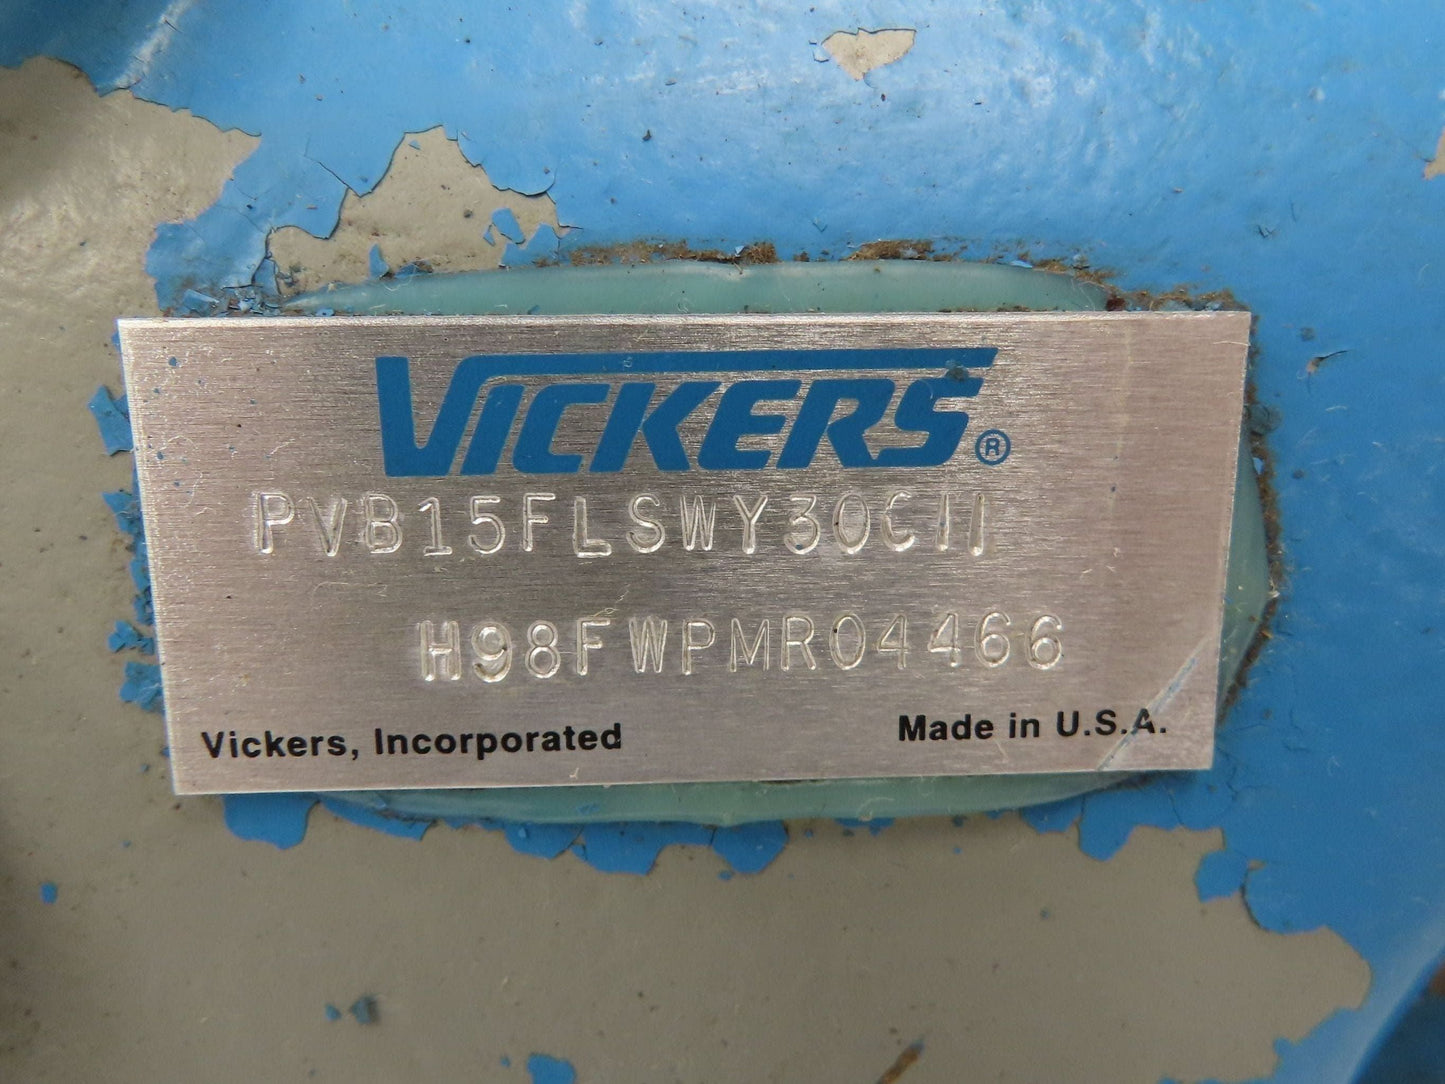 VICKERS®
PVB15FLSWY30C11
H98FWPMR04466
Vickers, Incorporated
Made in U.S.A.